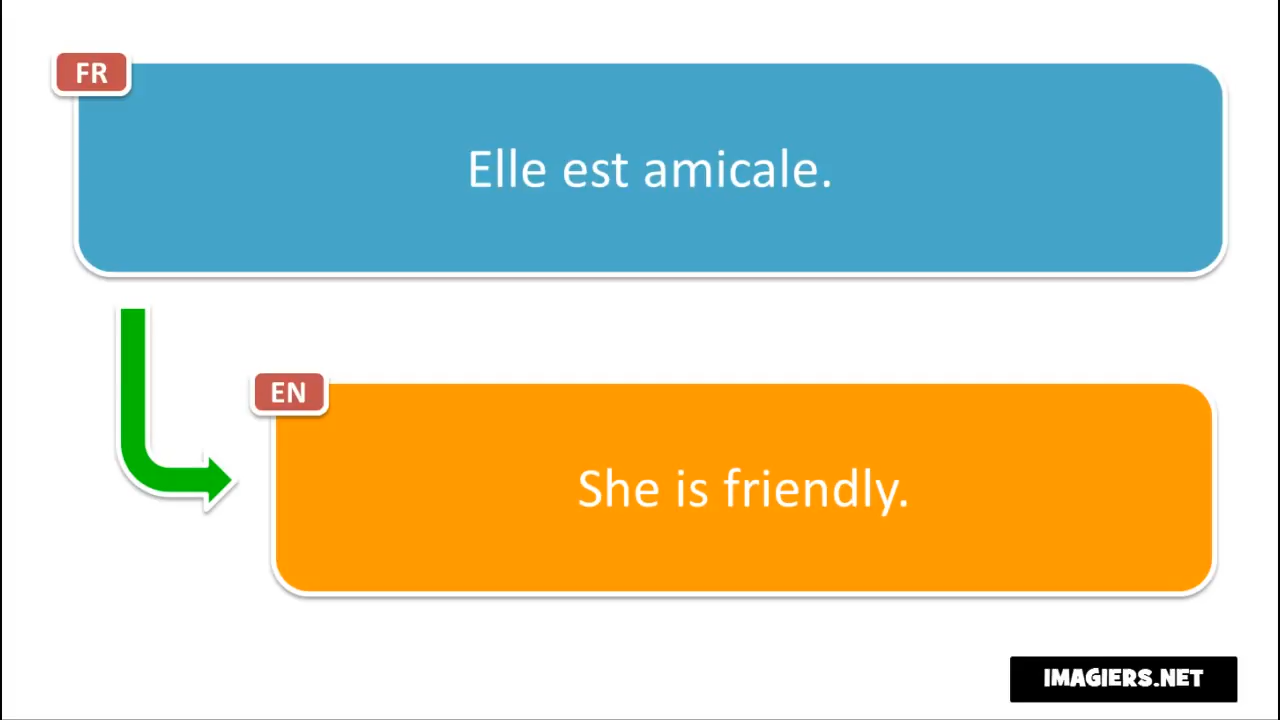 FR
Elle est amicale.
EN
She is friendly.
IMAGIERS.NET